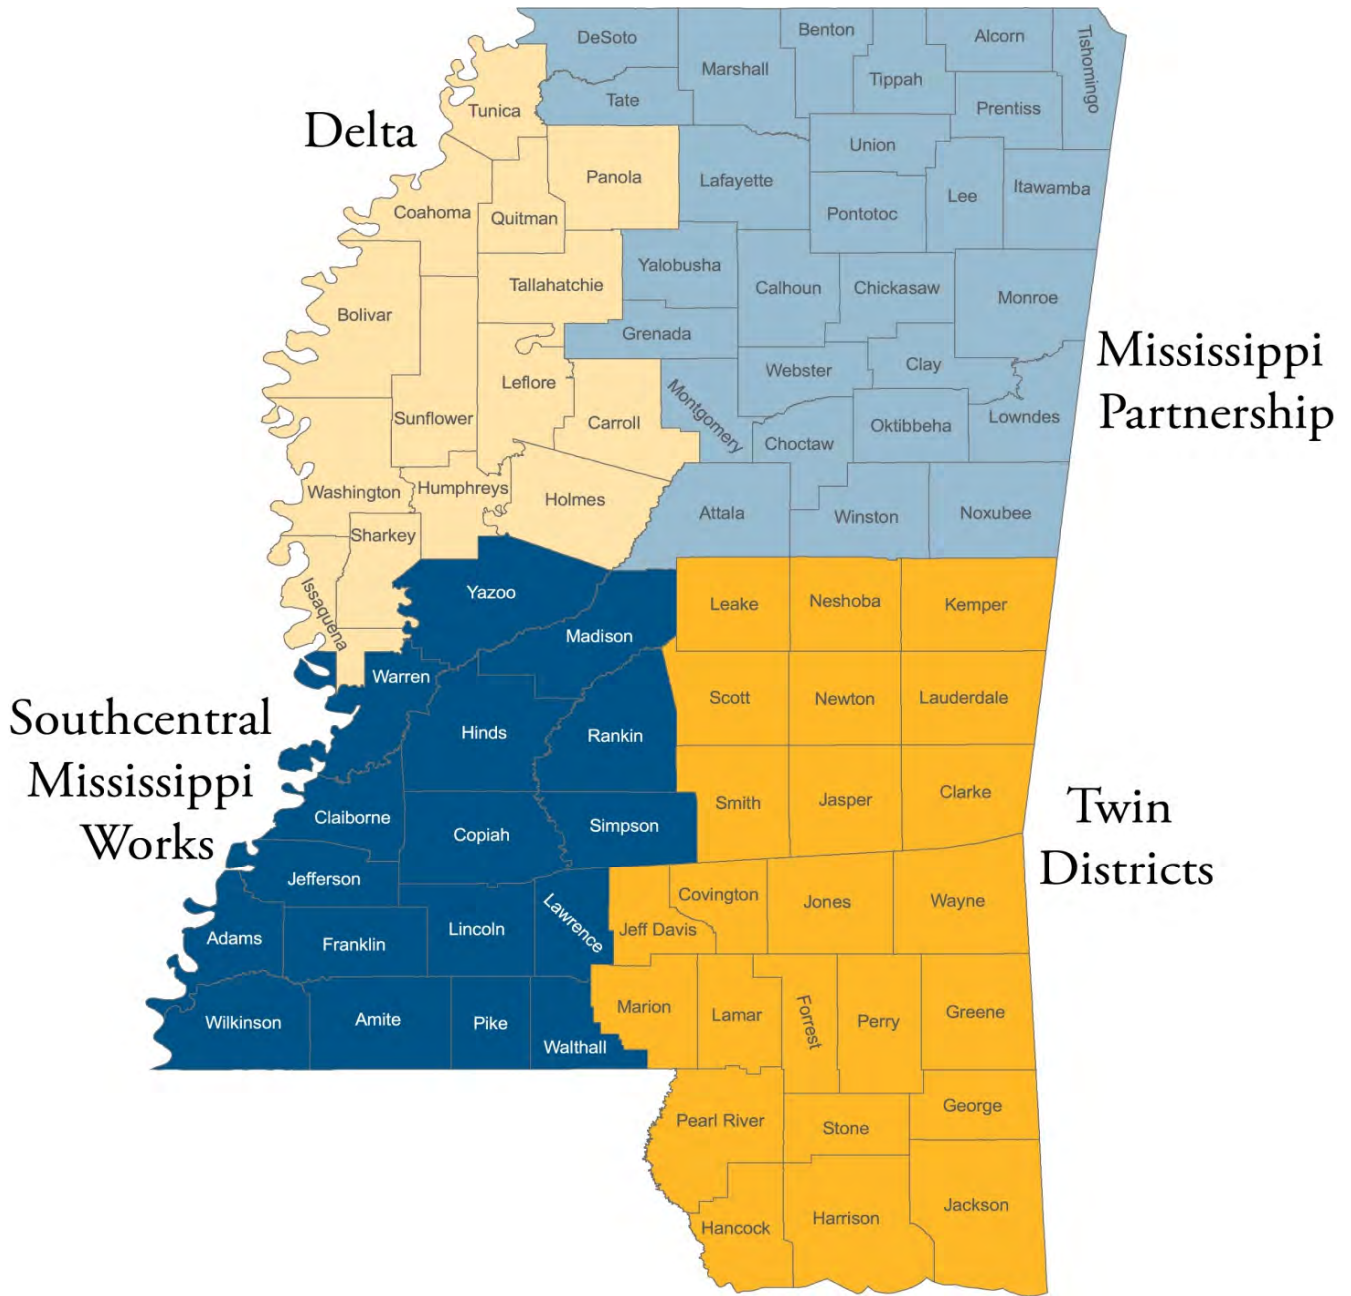 DeSoto
Marshall
Benton
Tippah
Alcorn
Tishomingo
Tate
Prentiss
Tunica
Delta
Union
Panola
Lafayette
Pontotoc
Lee
Itawamba
Coahoma
Quitman
Yalobusha
Tallahatchie
Calhoun
Chickasaw
Monroe
Bolivar
Grenada
Mississippi
Partnership
Leflore
Webster
Clay
Montgomery
Sunflower
Carroll
Choctaw
Oktibbeha
Lowndes
Washington
Humphreys
Holmes
Attala
Winston
Noxubee
Sharkey
Issaquena
Yazoo
Madison
Leake
Neshoba
Kemper
Warren
Scott
Newton
Lauderdale
Southcentral
Mississippi
Works
Hinds
Rankin
Smith
Jasper
Clarke
Claiborne
Copiah
Simpson
Twin
Districts
Jefferson
Covington
Jones
Wayne
Adams
Franklin
Lincoln
Lawrence
Jeff Davis
Wilkinson
Amite
Pike
Walthall
Marion
Lamar
Forrest
Perry
Greene
Pearl River
Stone
George
Hancock
Harrison
Jackson